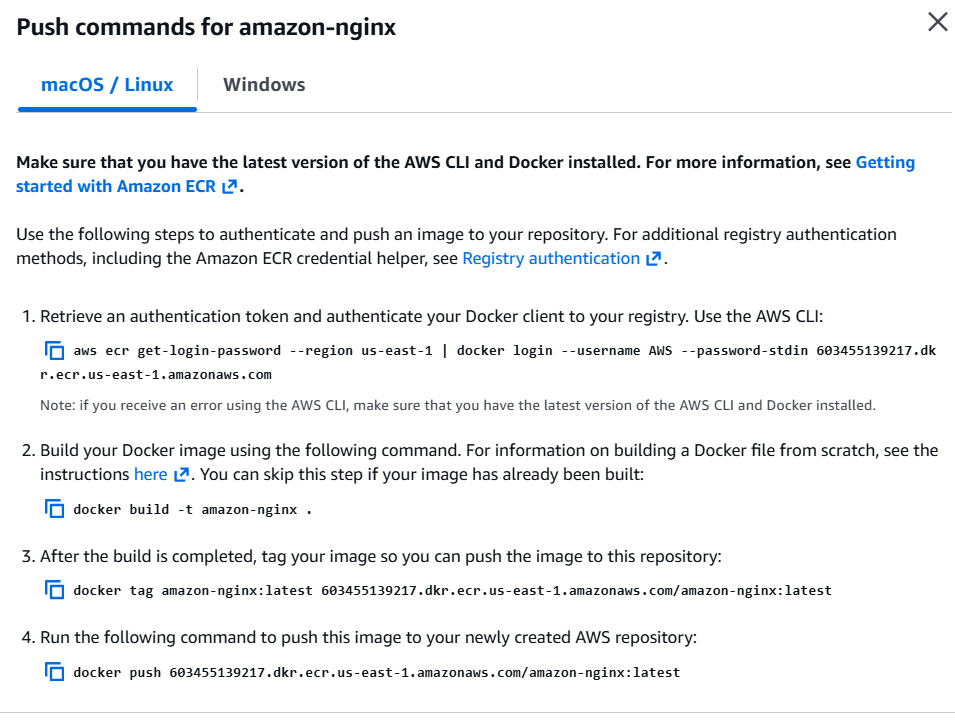 Push commands for amazon-nginx
macOS / Linux
Windows
Make sure that you have the latest version of the AWS CLI and Docker installed. For more information, see Getting
started with Amazon ECR.
Use the following steps to authenticate and push an image to your repository. For additional registry authentication
methods, including the Amazon ECR credential helper, see Registry authentication.
1. Retrieve an authentication token and authenticate your Docker client to your registry. Use the AWS CLI:
aws ecr get-login-password --region us-east-1 | docker login --username AWS --password-stdin 603455139217.dk
r.ecr.us-east-1.amazonaws.com
Note: if you receive an error using the AWS CLI, make sure that you have the latest version of the AWS CLI and Docker installed.
2. Build your Docker image using the following command. For information on building a Docker file from scratch, see the
instructions here. You can skip this step if your image has already been built:
docker build -t amazon-nginx .
3. After the build is completed, tag your image so you can push the image to this repository:
docker tag amazon-nginx:latest 603455139217.dkr.ecr.us-east-1.amazonaws.com/amazon-nginx:latest
4. Run the following command to push this image to your newly created AWS repository:
docker push 603455139217.dkr.ecr.us-east-1.amazonaws.com/amazon-nginx:latest